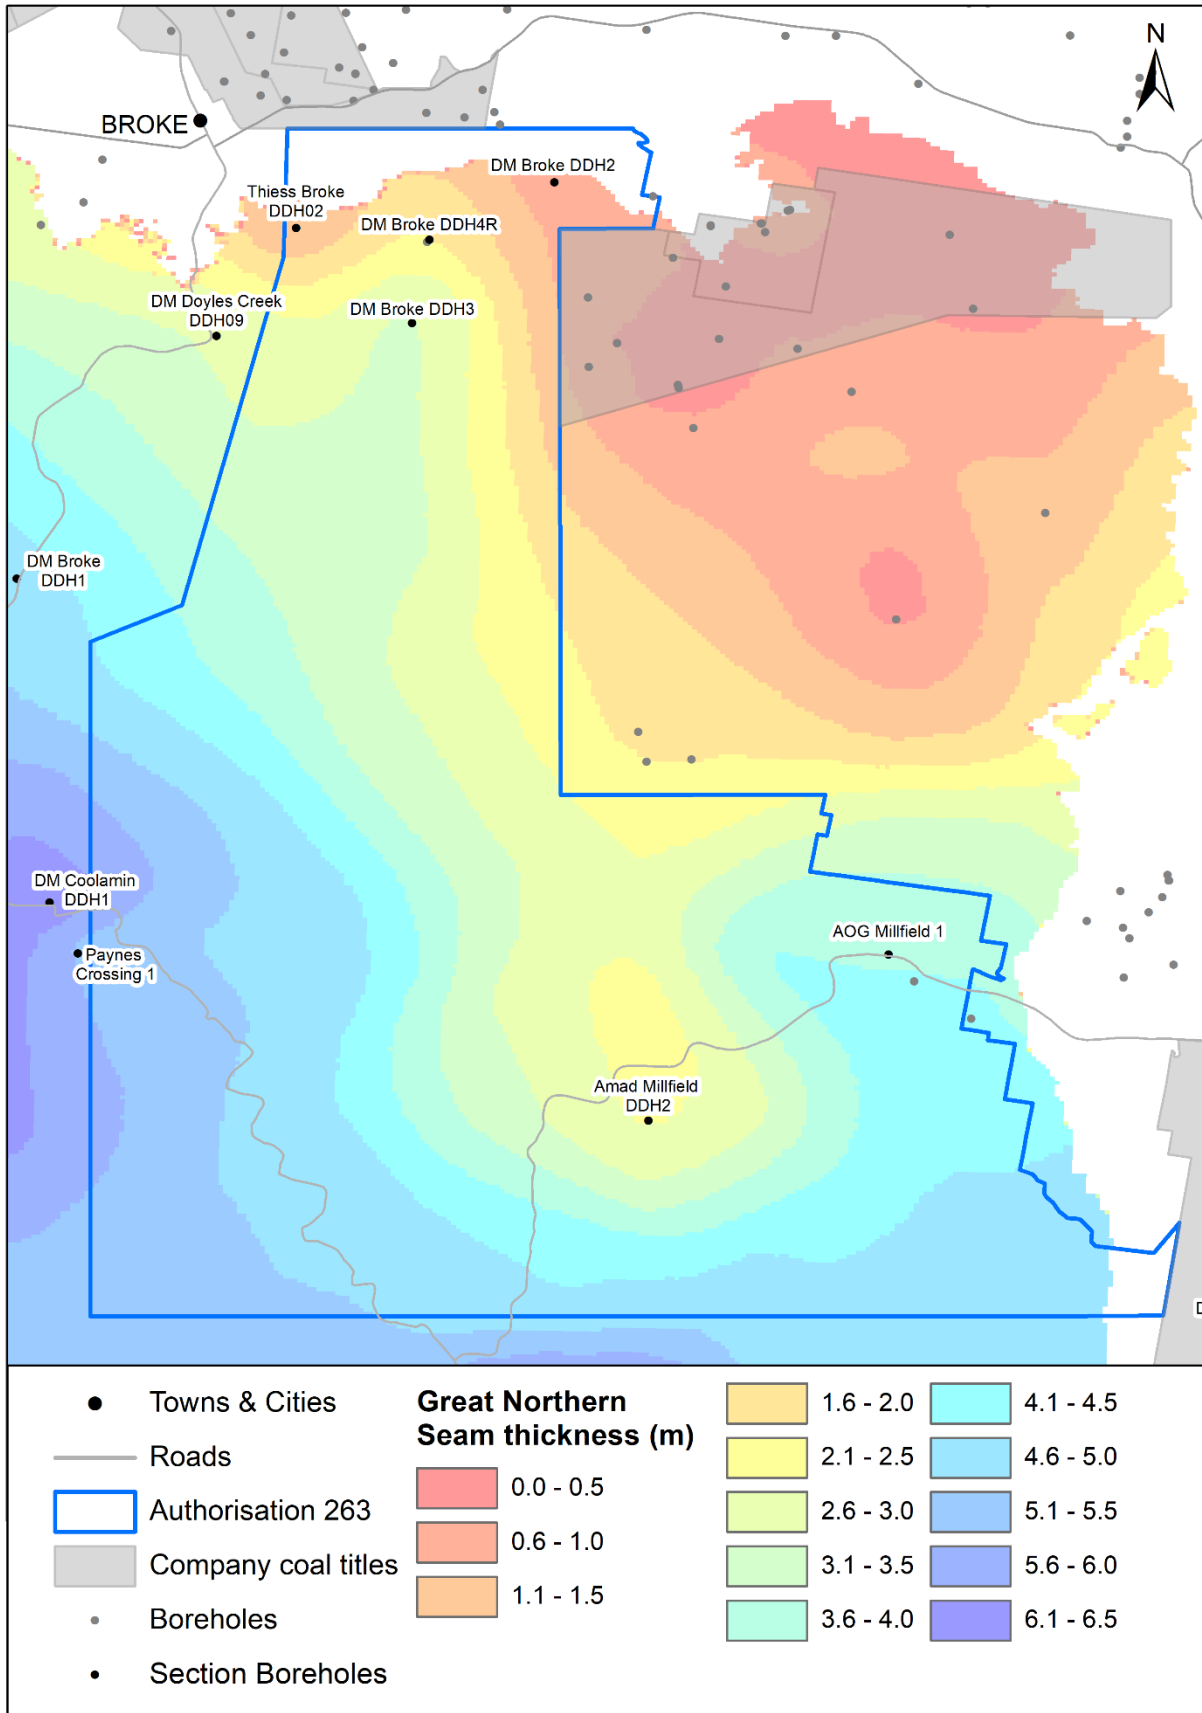 N
BROKE
DM Broke DDH2
Thiess Broke
DDH02
DM Broke DDH4R
DM Doyles Creek
DDH09
DM Broke DDH3
DM Broke
DDH1
DM Coolamin
DDH1
Paynes
Crossing 1
AOG Millfield 1
Amad Millfield
DDH2
D
Towns & Cities
Roads
Authorisation 263
Company coal titles
Boreholes
Section Boreholes
Great Northern
Seam thickness (m)
0.0 - 0.5
0.6 - 1.0
1.1 - 1.5
1.6 - 2.0
2.1 - 2.5
2.6 - 3.0
3.1 - 3.5
3.6 - 4.0
4.1 - 4.5
4.6 - 5.0
5.1 - 5.5
5.6 - 6.0
6.1 - 6.5